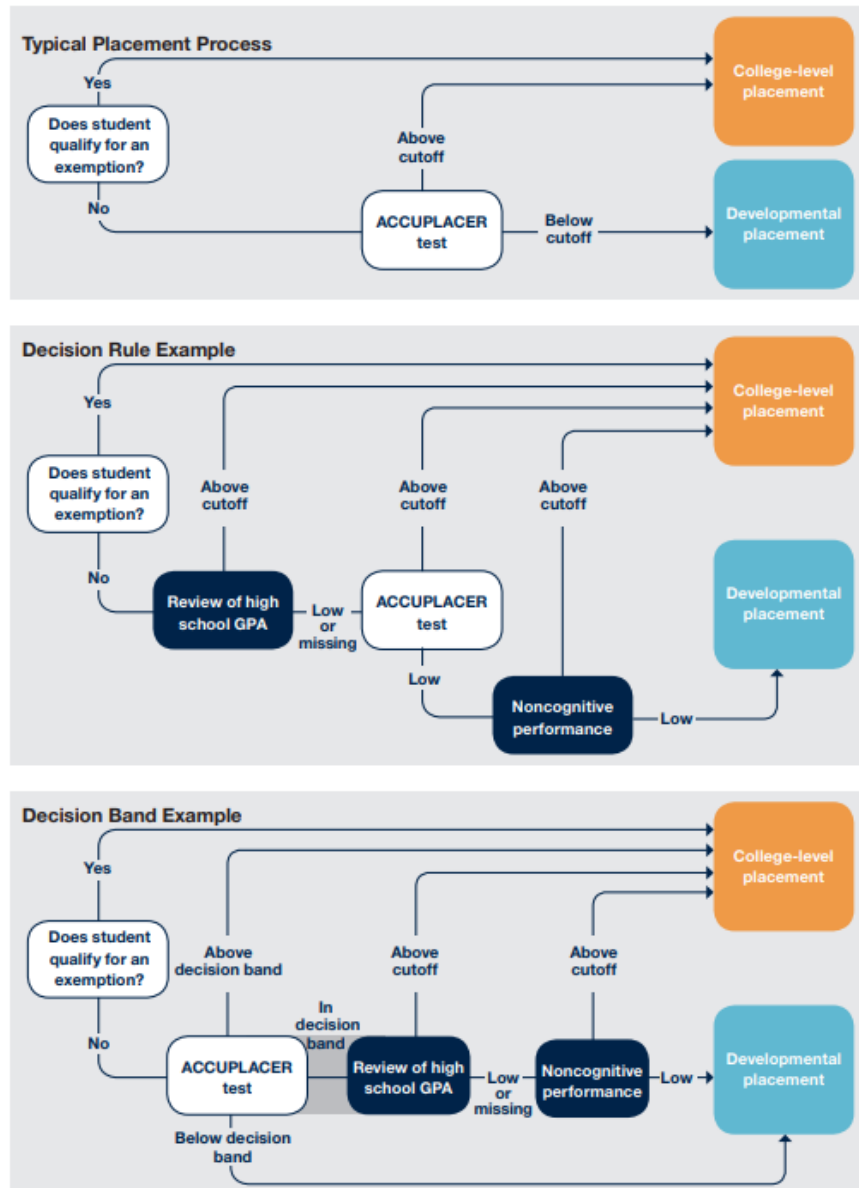 Typical Placement Process
Yes
Does student
qualify for an
exemption?
No
Above
cutoff
ACCUPLACER
test
Below
cutoff
College-level
placement
Developmental
placement
Decision Rule Example
Yes
Does student
qualify for an
exemption?
No
Above
cutoff
Review of high
school GPA
Low
or
missing
Above
cutoff
ACCUPLACER
test
Low
Above
cutoff
Noncognitive
performance
Low
College-level
placement
Developmental
placement
Decision Band Example
Yes
Does student
qualify for an
exemption?
No
Above
decision band
ACCUPLACER
test
Below decision
band
In
decision
band
Above
cutoff
Review of high
school GPA
Low
or
missing
Above
cutoff
Noncognitive
performance
Low
College-level
placement
Developmental
placement